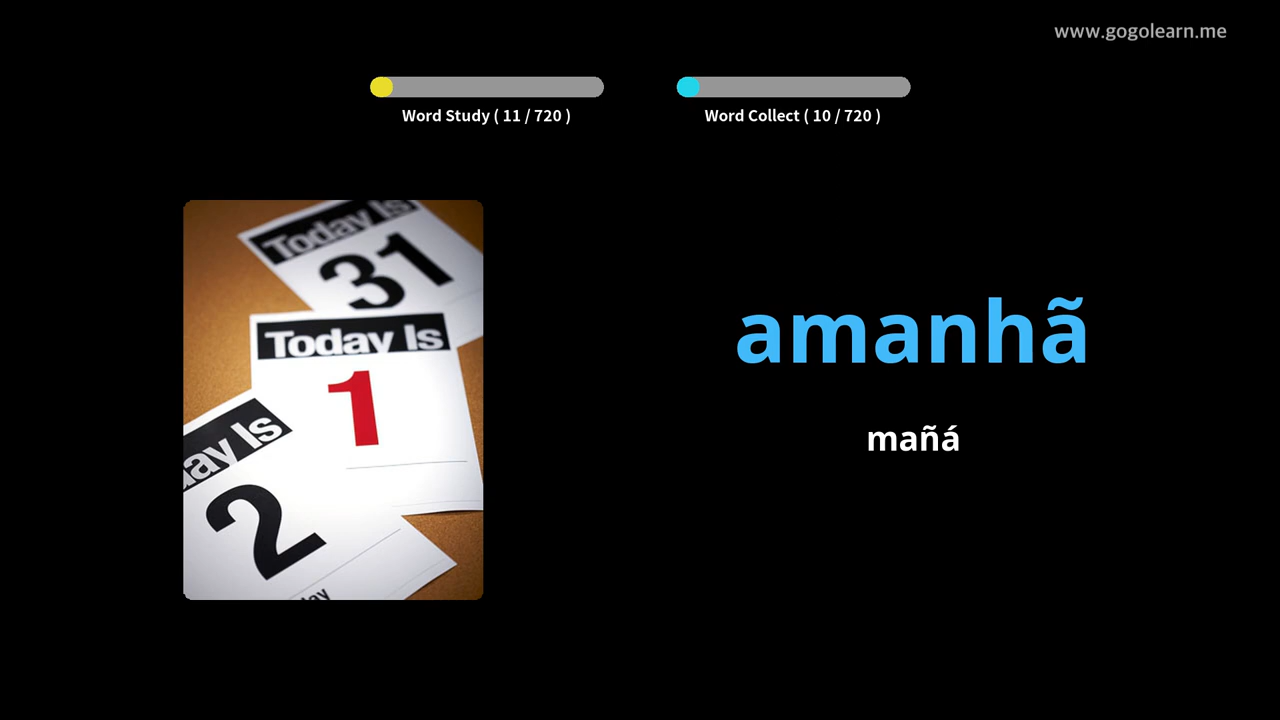 www.gogolearn.me
Word Study ( 11 / 720 )
Word Collect ( 10 / 720 )
Today Is
31
Today Is
1
day Is
2
amanhã
mañá